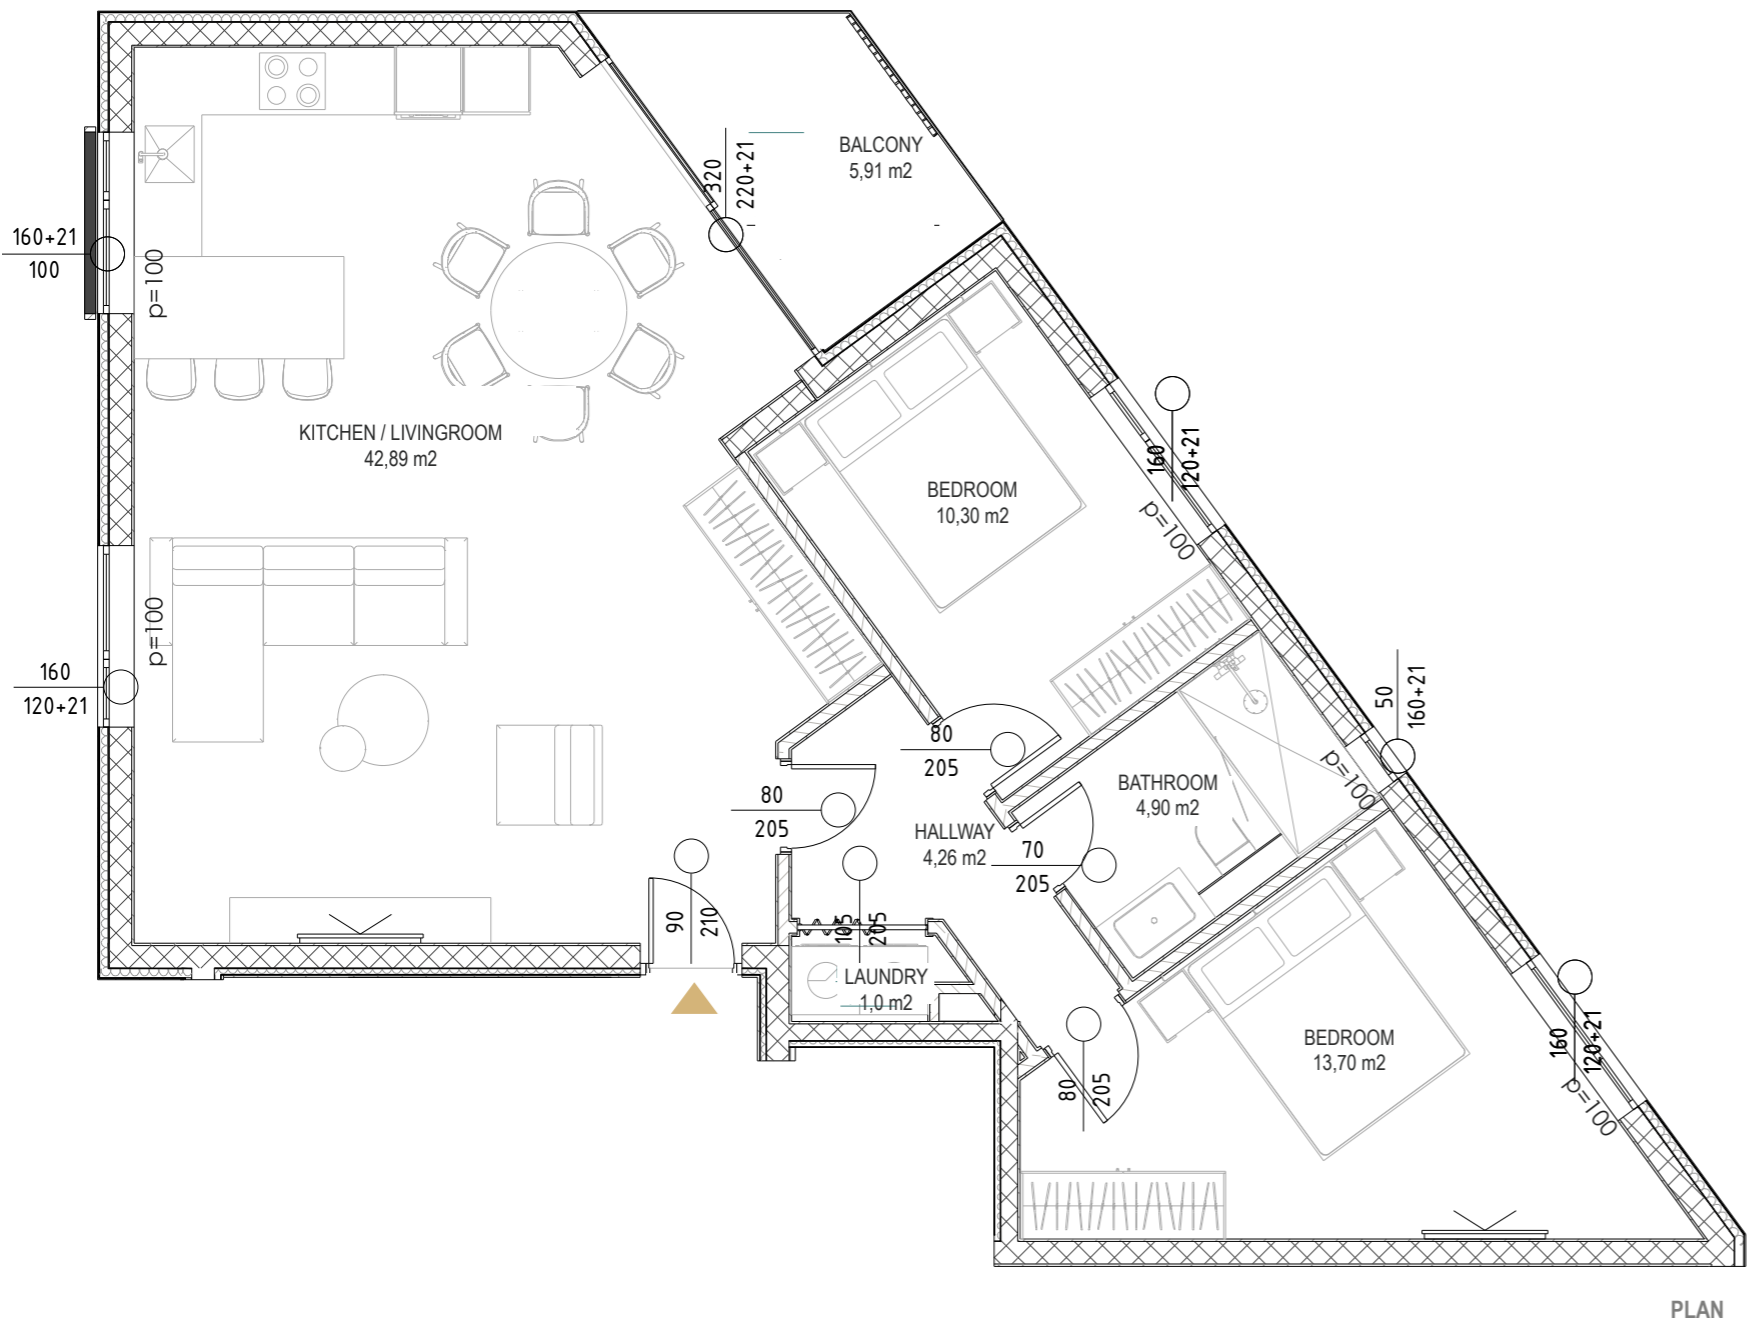 BALCONY
5,91 m2
320
220+21
160+21
100
p=100
KITCHEN / LIVINGROOM
42,89 m2
160
120+21
p=100
BEDROOM
10,30 m2
160
120+21
p=100
50
160+21
p=100
80
205
80
205
BATHROOM
4,90 m2
HALLWAY
4,26 m2
70
205
90
210
105
205
LAUNDRY
1,0 m2
80
205
BEDROOM
13,70 m2
160
120+21
p=100
PLAN